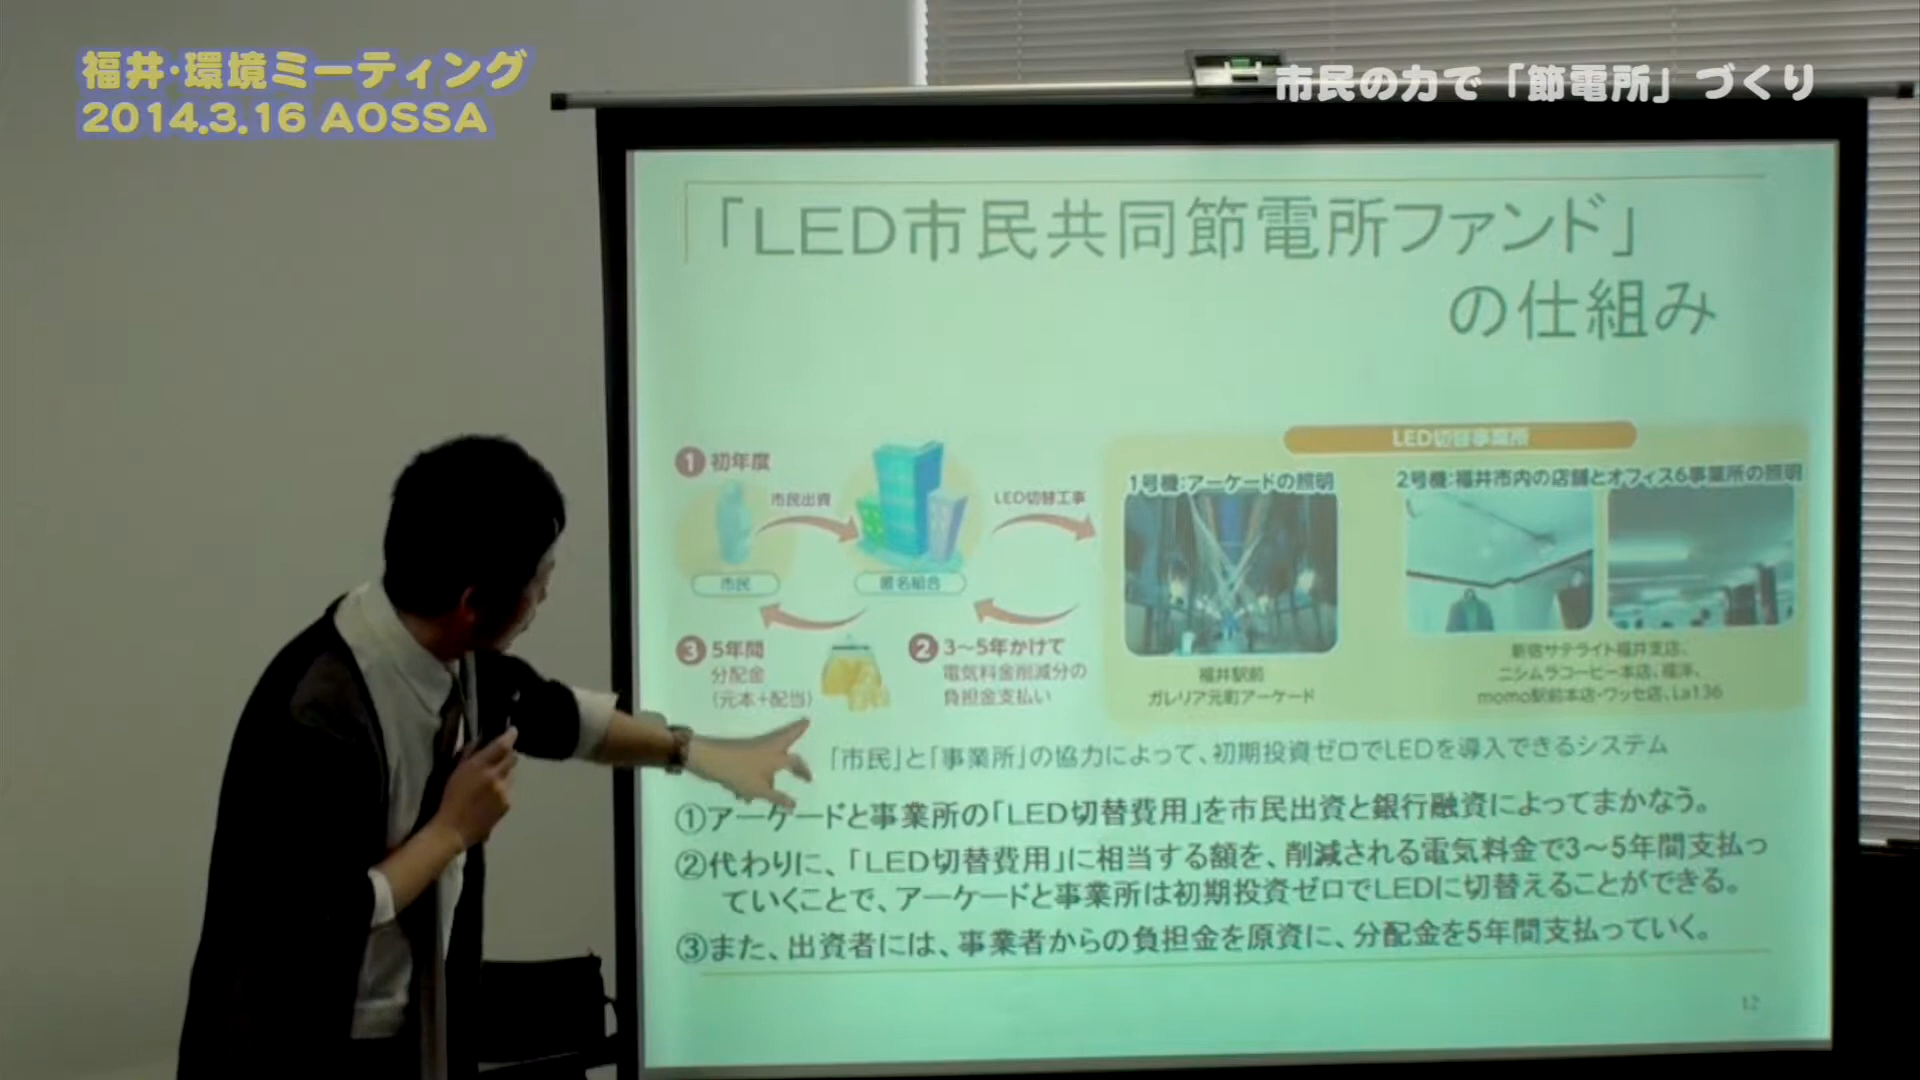 福井・環境ミーティング
2014.3.16 AOSSA
市民の力で「節電所」づくり
「LED市民共同節電所ファンド」
の仕組み
① 初年度
市民出資
LED切替工事
市民
匿名組合
③ 5年間
分配金
(元本+配当)
② 3〜5年かけて
電気料金削減分の
負担金支払い
LED切替事業所
1号機:アーケードの照明
2号機:福井市内の店舗とオフィス6事業所の照明
福井駅前
ガレリア元町アーケード
新宿サテライト福井支店、
ニシムラコーヒー本店、福洋、
momo駅前本店・ワッセ店、La136
「市民」と「事業所」の協力によって、初期投資ゼロでLEDを導入できるシステム
①アーケードと事業所の「LED切替費用」を市民出資と銀行融資によってまかなう。
②代わりに、「LED切替費用」に相当する額を、削減される電気料金で3〜5年間支払っ
ていくことで、アーケードと事業所は初期投資ゼロでLEDに切替えることができる。
③また、出資者には、事業者からの負担金を原資に、分配金を5年間支払っていく。
12